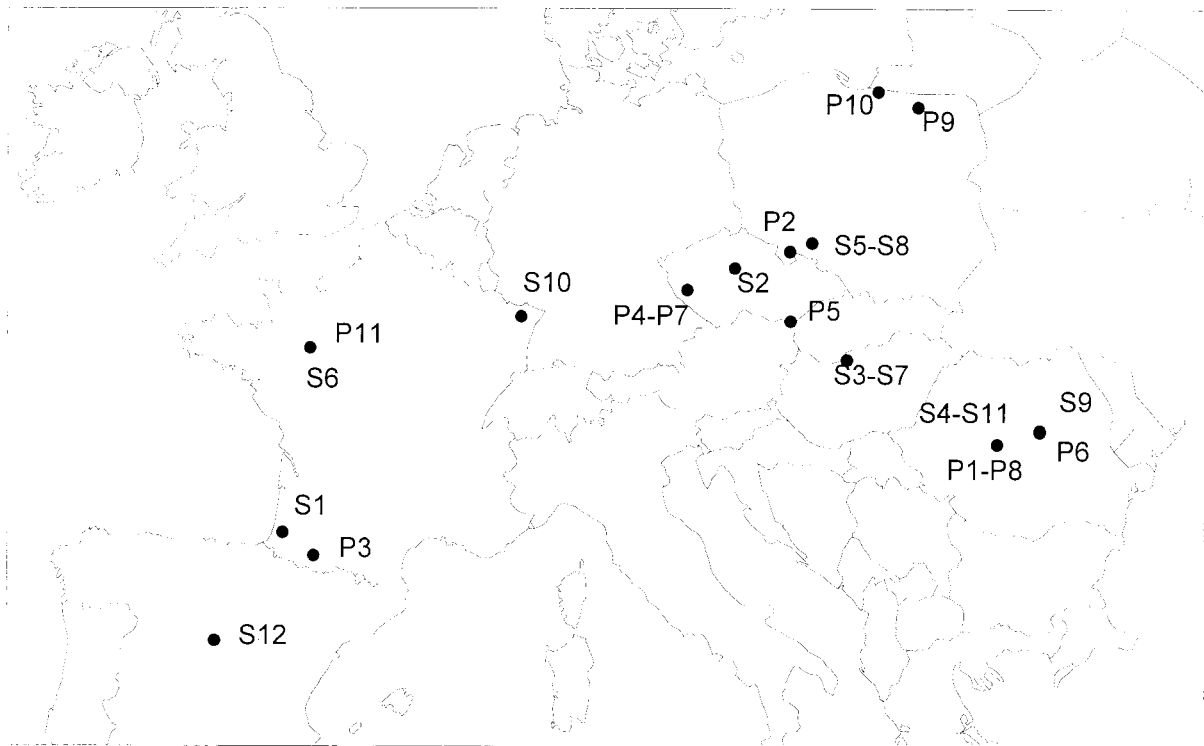 P10
P9
P2
S5-S8
S2
S10
P4-P7
P5
P11
S6
S3-S7
S4-S11
S9
P1-P8
P6
S1
P3
S12